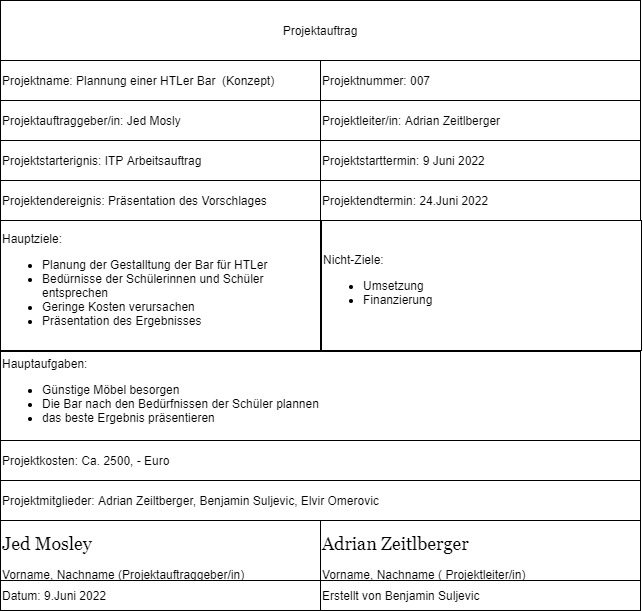 Projektauftrag
Projektname: Plannung einer HTLer Bar (Konzept)
Projektnummer: 007
Projektauftraggeber/in: Jed Mosly
Projektleiter/in: Adrian Zeitlberger
Projektstarterignis: ITP Arbeitsauftrag
Projektstarttermin: 9 Juni 2022
Projektendereignis: Präsentation des Vorschlages
Projektendtermin: 24.Juni 2022
Hauptziele:
• Planung der Gestalltung der Bar für HTLer
• Bedürnisse der Schülerinnen und Schüler
entsprechen
• Geringe Kosten verursachen
• Präsentation des Ergebnisses
Nicht-Ziele:
• Umsetzung
• Finanzierung
Hauptaufgaben:
• Günstige Möbel besorgen
• Die Bar nach den Bedürfnissen der Schüler plannen
• das beste Ergebnis präsentieren
Projektkosten: Ca. 2500, - Euro
Projektmitglieder: Adrian Zeiltberger, Benjamin Suljevic, Elvir Omerovic
Jed Mosley
Vorname, Nachname (Projektauftraggeber/in)
Adrian Zeitlberger
Vorname, Nachname ( Projektleiter/in)
Datum: 9.Juni 2022
Erstellt von Benjamin Suljevic